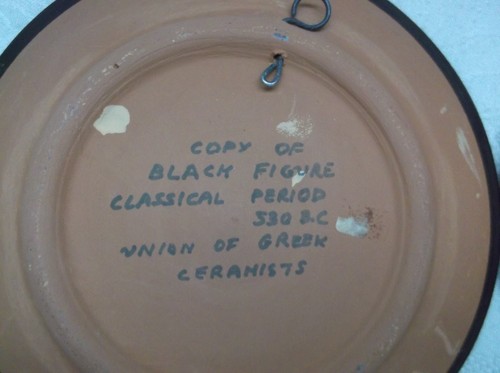 COPY OF
BLACK FIGURE
CLASSICAL PERIOD
530 B.C
UNION OF GREEK
CERAMISTS